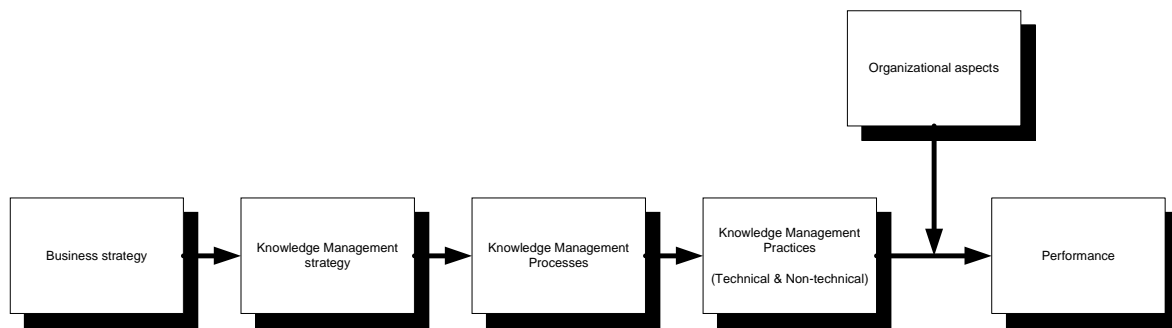 Organizational aspects
Business strategy
Knowledge Management
strategy
Knowledge Management
Processes
Knowledge Management
Practices
(Technical & Non-technical)
Performance